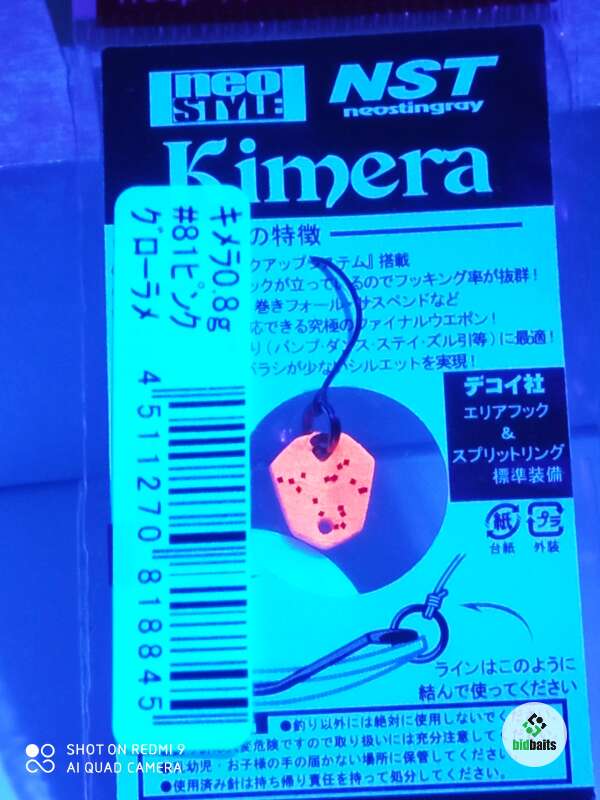 neo
STYLE
NST
neostingray
Kimera
の特徴
クアップシステム』搭載
ックが立っているのでフッキング率が抜群!
巻きフォール・サスペンドなど
応できる究極のファイナルウエポン!
り(バンプ・ダンス・ステイ・ズル引等)に最適!
バラシが少ないシルエットを実現!
キメラ0.8g
#81ピンク
グローラメ
4 511270 818845
デコイ社
エリアフック
&
スプリットリング
標準装備
紙
プラ
台紙
外装
ラインはこのように
結んで使ってください
●釣り以外には絶対に使用しないでく
変危険ですので取り扱いには充分注意して
乳幼児・お子様の手の届かない場所に保管してください
●使用済み針は持ち帰り責任を持って処分してください。
bidbaits
SHOT ON REDMI 9
AI QUAD CAMERA